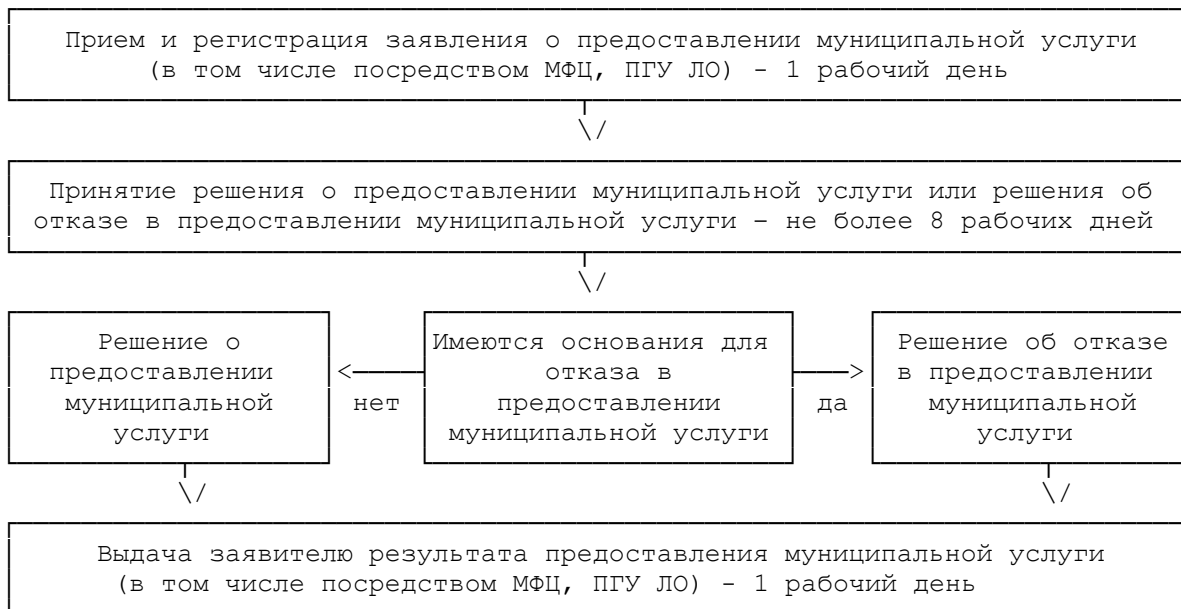 Прием и регистрация заявления о предоставлении муниципальной услуги
(в том числе посредством МФЦ, ПГУ ЛО) - 1 рабочий день
\/
Принятие решения о предоставлении муниципальной услуги или решения об
отказе в предоставлении муниципальной услуги – не более 8 рабочих дней
\/
Решение о
предоставлении
муниципальной
услуги
<
нет
Имеются основания для
отказа в
предоставлении
муниципальной услуги
>
да
Решение об отказе
в предоставлении
муниципальной
услуги
\/
\/
Выдача заявителю результата предоставления муниципальной услуги
(в том числе посредством МФЦ, ПГУ ЛО) - 1 рабочий день